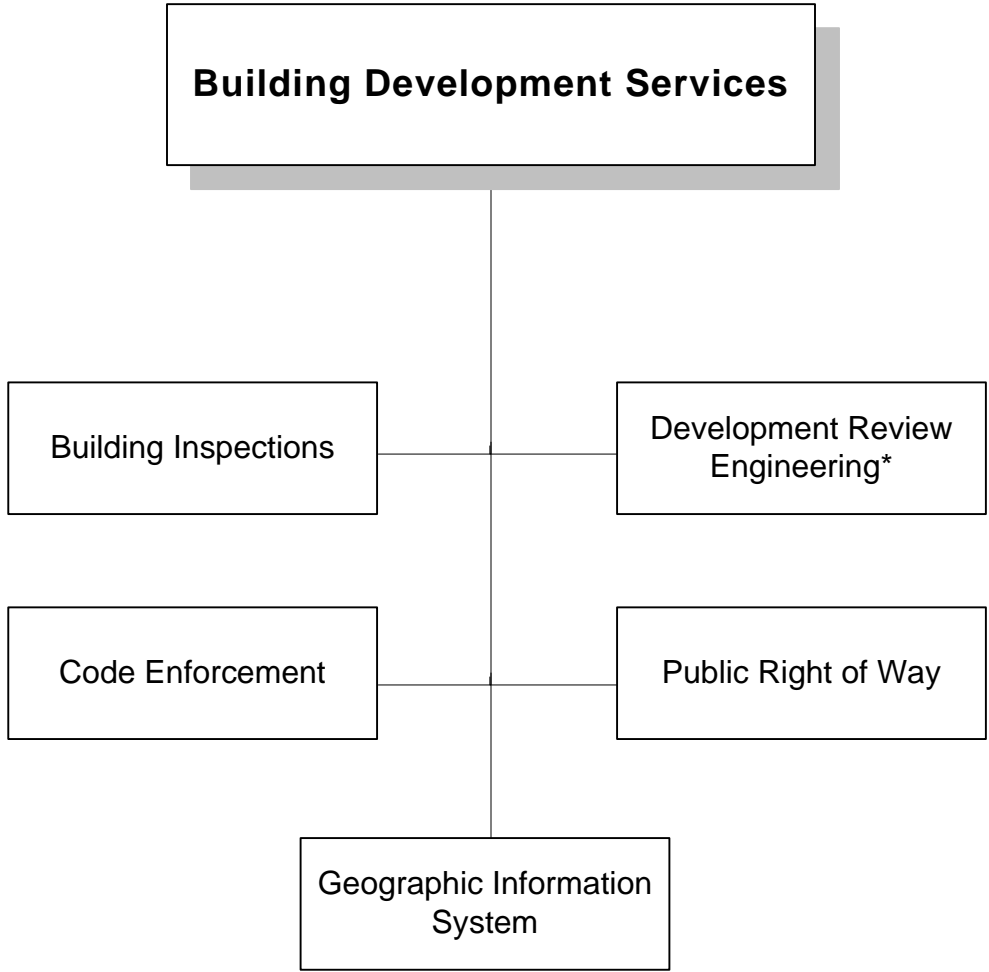 Building Development Services
Building Inspections
Development Review
Engineering*
Code Enforcement
Public Right of Way
Geographic Information
System